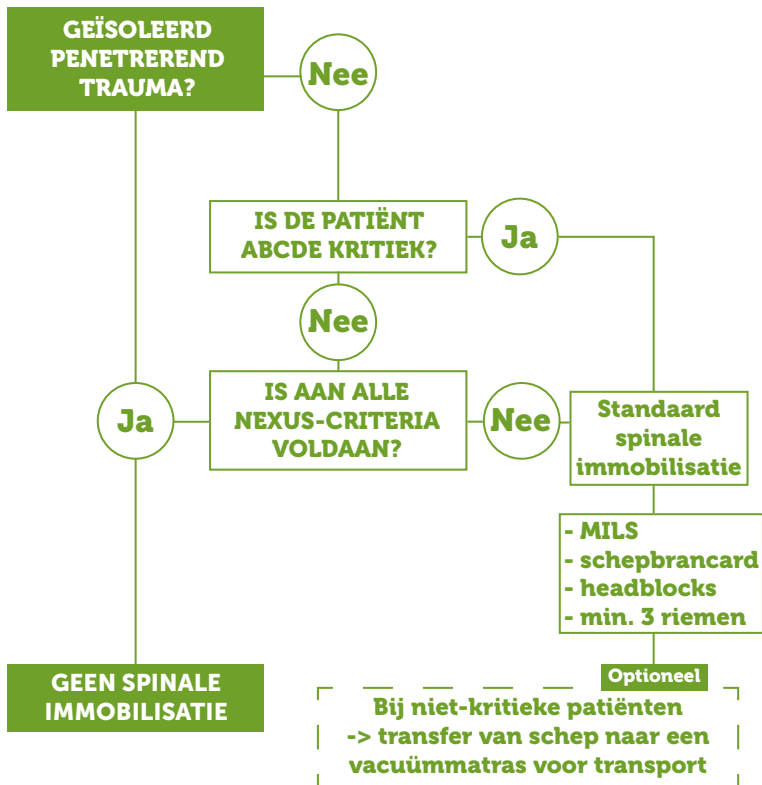 GEÏSOLEERD
PENETREREND
TRAUMA?
Nee
IS DE PATIËNT
ABCDE KRITIEK?
Ja
Nee
IS AAN ALLE
NEXUS-CRITERIA
VOLDAAN?
Ja
Nee
Standaard
spinale
immobilisatie
- MILS
- schepbrancard
- headblocks
- min. 3 riemen
GEEN SPINALE
IMMOBILISATIE
Optioneel
Bij niet-kritieke patiënten
-> transfer van schep naar een
vacuümmatras voor transport